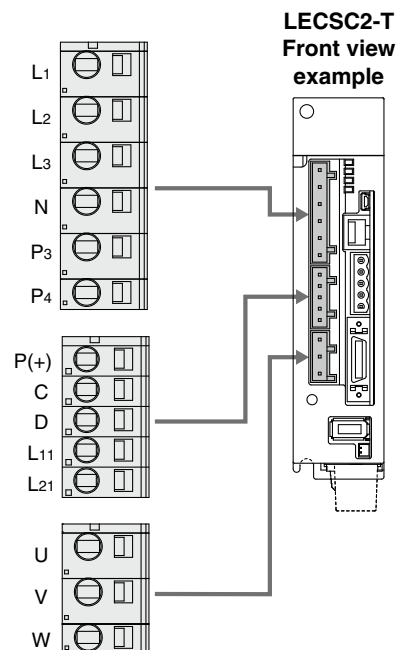 LECSC2-T
Front view
example
L1
L2
L3
N
P3
P4
P(+)
C
D
L11
L21
U
V
W